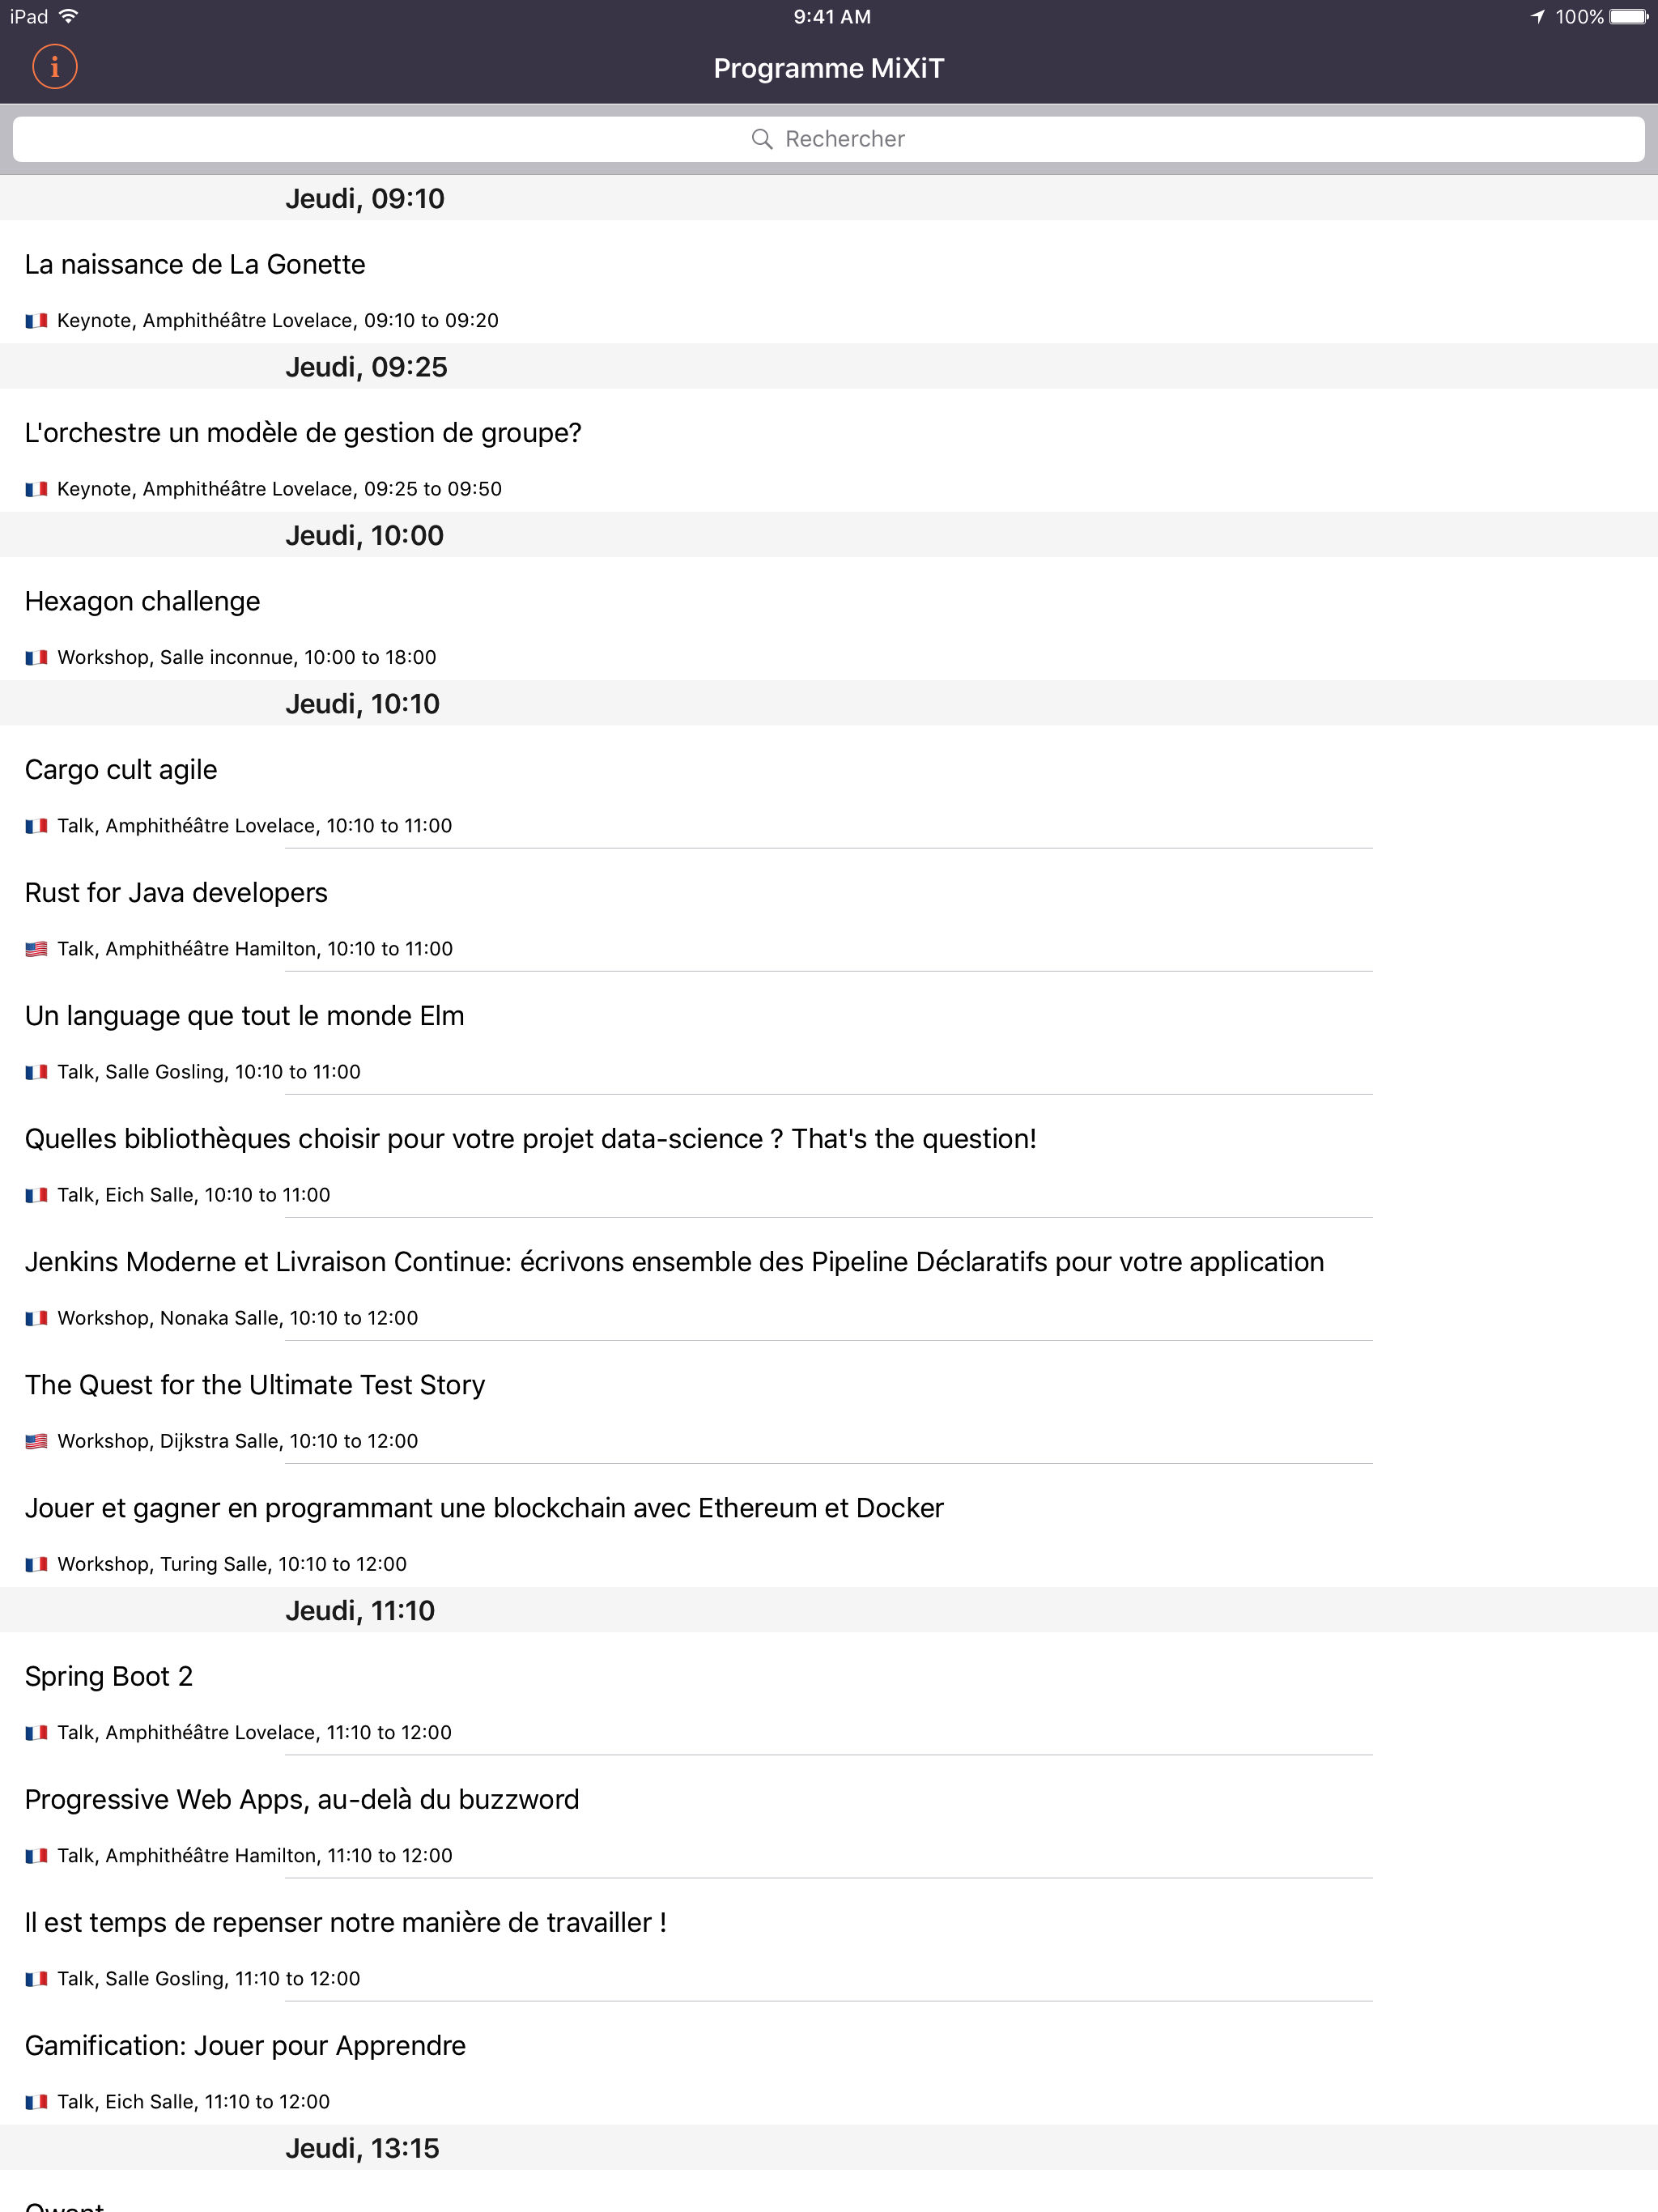 iPad 9:41 AM 100%
i
Programme MiXiT
Rechercher
Jeudi, 09:10
La naissance de La Gonette
Keynote, Amphithéâtre Lovelace, 09:10 to 09:20
Jeudi, 09:25
L'orchestre un modèle de gestion de groupe?
Keynote, Amphithéâtre Lovelace, 09:25 to 09:50
Jeudi, 10:00
Hexagon challenge
Workshop, Salle inconnue, 10:00 to 18:00
Jeudi, 10:10
Cargo cult agile
Talk, Amphithéâtre Lovelace, 10:10 to 11:00
Rust for Java developers
Talk, Amphithéâtre Hamilton, 10:10 to 11:00
Un language que tout le monde Elm
Talk, Salle Gosling, 10:10 to 11:00
Quelles bibliothèques choisir pour votre projet data-science ? That's the question!
Talk, Eich Salle, 10:10 to 11:00
Jenkins Moderne et Livraison Continue: écrivons ensemble des Pipeline Déclaratifs pour votre application
Workshop, Nonaka Salle, 10:10 to 12:00
The Quest for the Ultimate Test Story
Workshop, Dijkstra Salle, 10:10 to 12:00
Jouer et gagner en programmant une blockchain avec Ethereum et Docker
Workshop, Turing Salle, 10:10 to 12:00
Jeudi, 11:10
Spring Boot 2
Talk, Amphithéâtre Lovelace, 11:10 to 12:00
Progressive Web Apps, au-delà du buzzword
Talk, Amphithéâtre Hamilton, 11:10 to 12:00
Il est temps de repenser notre manière de travailler !
Talk, Salle Gosling, 11:10 to 12:00
Gamification: Jouer pour Apprendre
Talk, Eich Salle, 11:10 to 12:00
Jeudi, 13:15